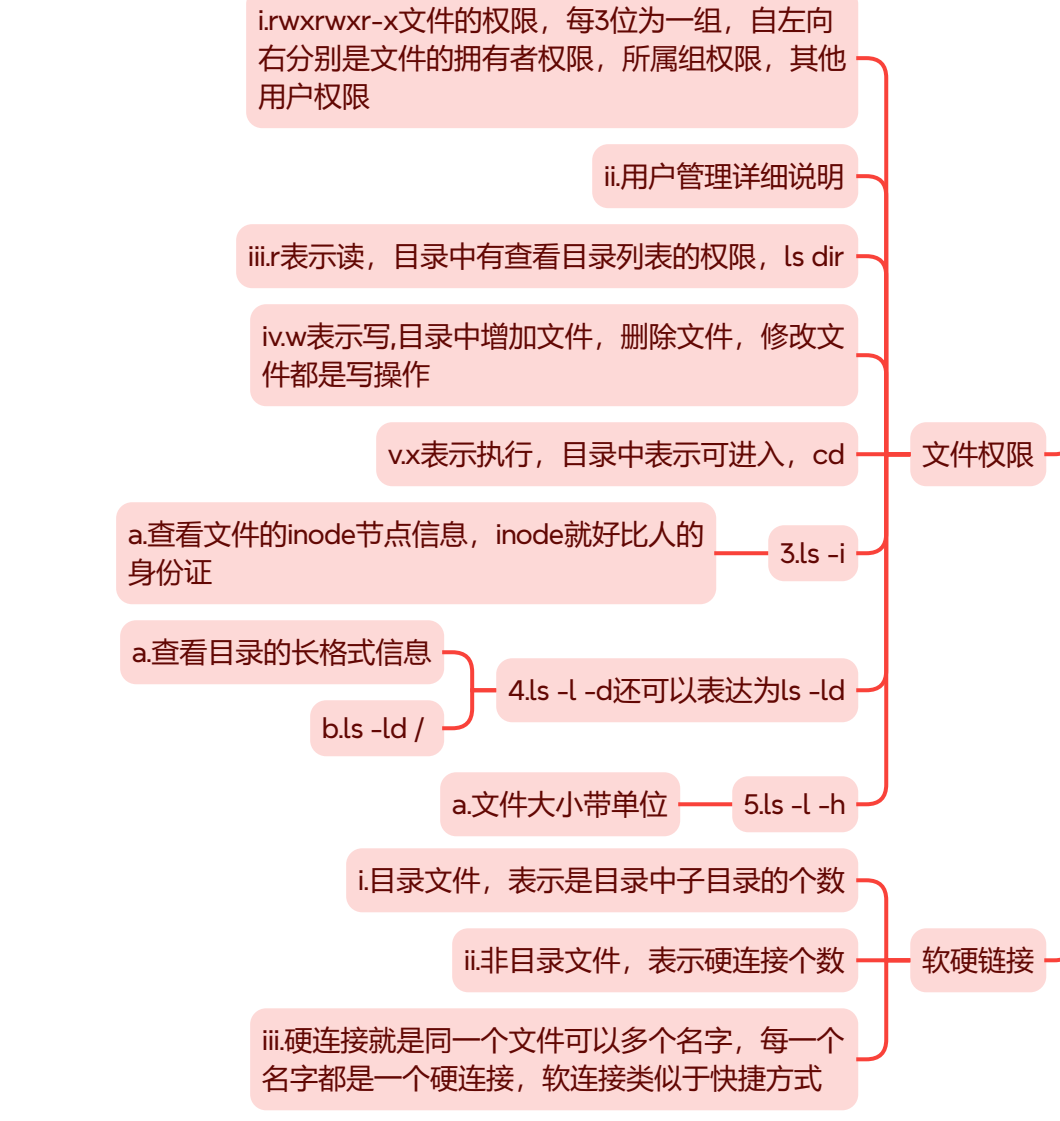 i.rwxrwxr-x文件的权限，每3位为一组，自左向
右分别是文件的拥有者权限，所属组权限，其他
用户权限
ii.用户管理详细说明
iii.r表示读，目录中有查看目录列表的权限，ls dir
iv.w表示写,目录中增加文件，删除文件，修改文
件都是写操作
v.x表示执行，目录中表示可进入，cd
文件权限
a.查看文件的inode节点信息，inode就好比人的
身份证
3.ls -i
a.查看目录的长格式信息
4.ls -l -d还可以表达为ls -ld
b.ls -ld /
a.文件大小带单位
5.ls -l -h
i.目录文件，表示是目录中子目录的个数
ii.非目录文件，表示硬连接个数
软硬链接
iii.硬连接就是同一个文件可以多个名字，每一个
名字都是一个硬连接，软连接类似于快捷方式